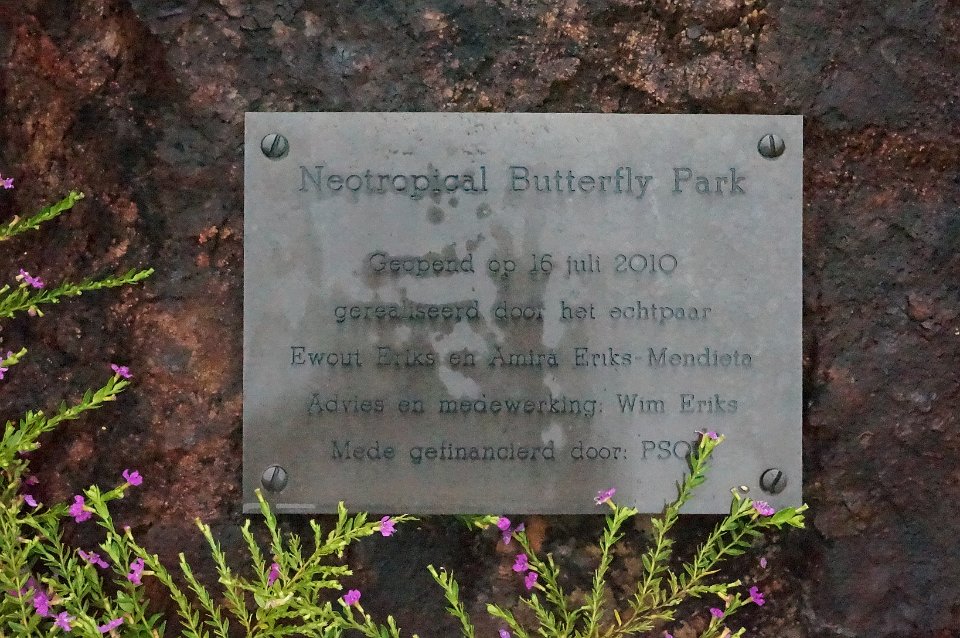 Neotropical Butterfly Park
Geopend op 16 juli 2010
gerealiseerd door het echtpaar
Ewout Eriks en Amira Eriks-Mendieta
Advies en medewerking: Wim Eriks
Mede gefinancierd door: